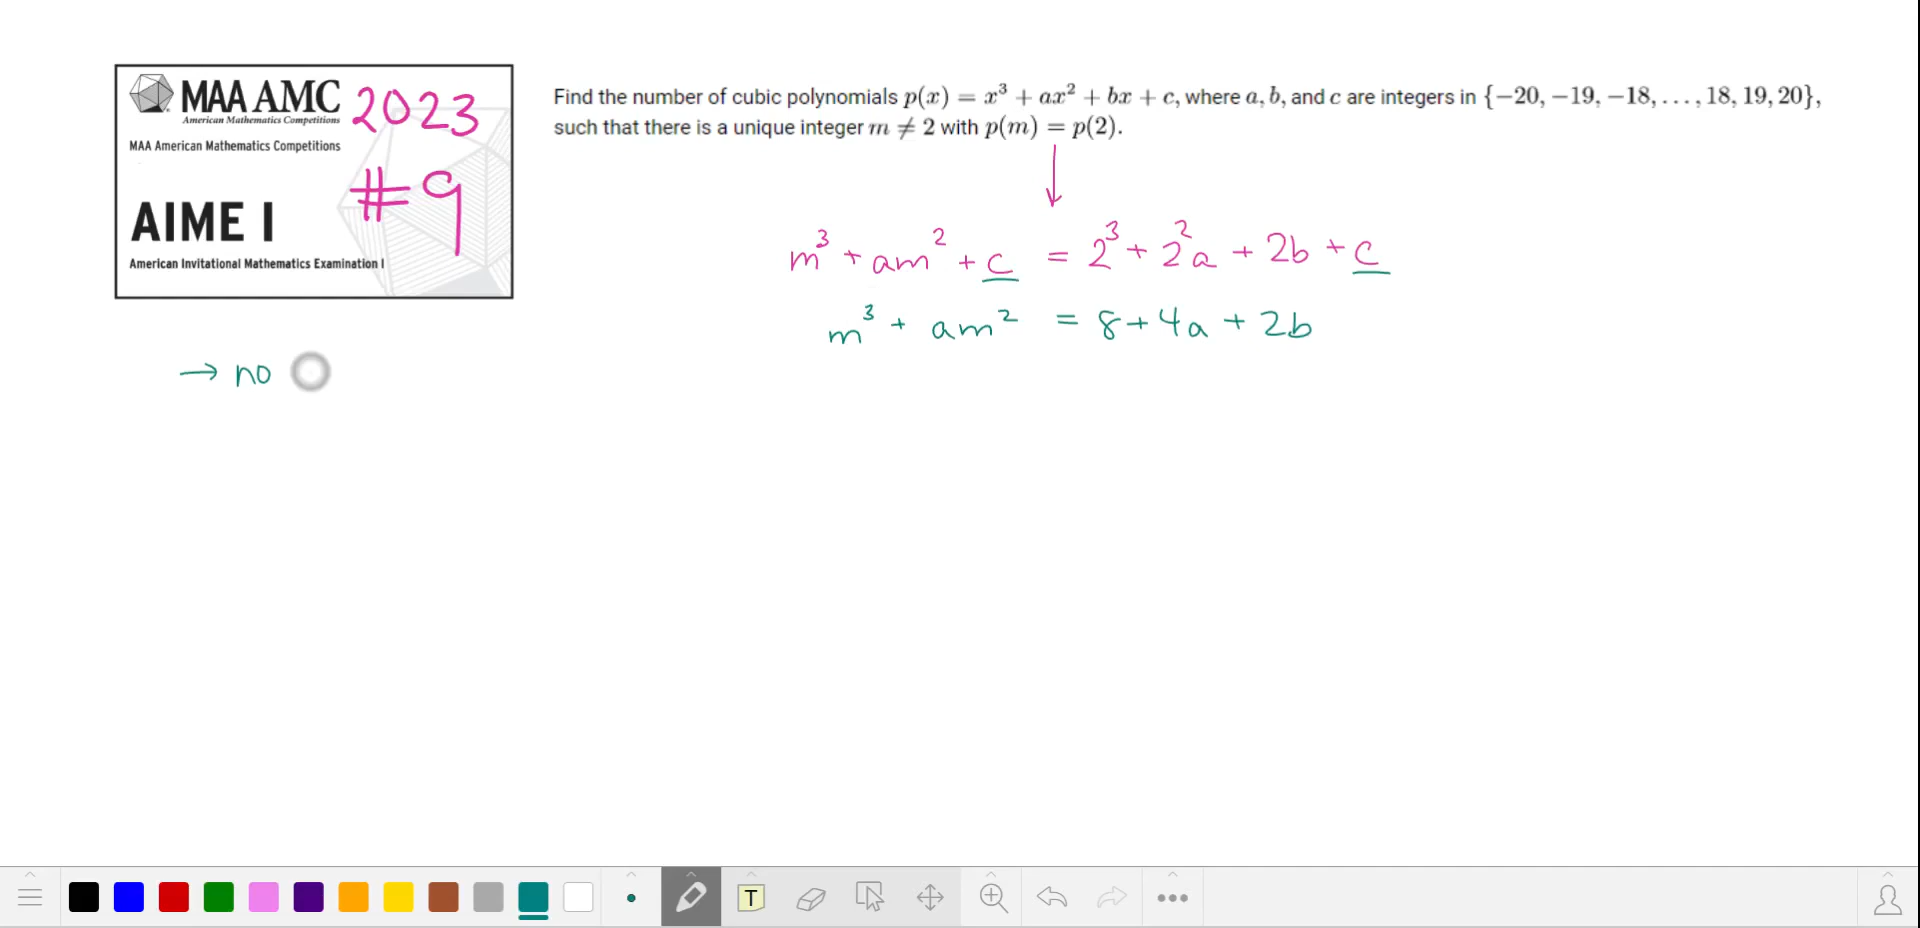 MAA AMC
American Mathematics Competitions
MAA American Mathematics Competitions
AIME I
American Invitational Mathematics Examination I
2023
#9
Find the number of cubic polynomials p(x) = x³ + ax² + bx + c, where a, b, and c are integers in {−20, −19, −18, . . . , 18, 19, 20},
such that there is a unique integer m ≠ 2 with p(m) = p(2).
m³ + am² + c = 2³ + 2²a + 2b + c
m³ + am² = 8 + 4a + 2b
→ no
T